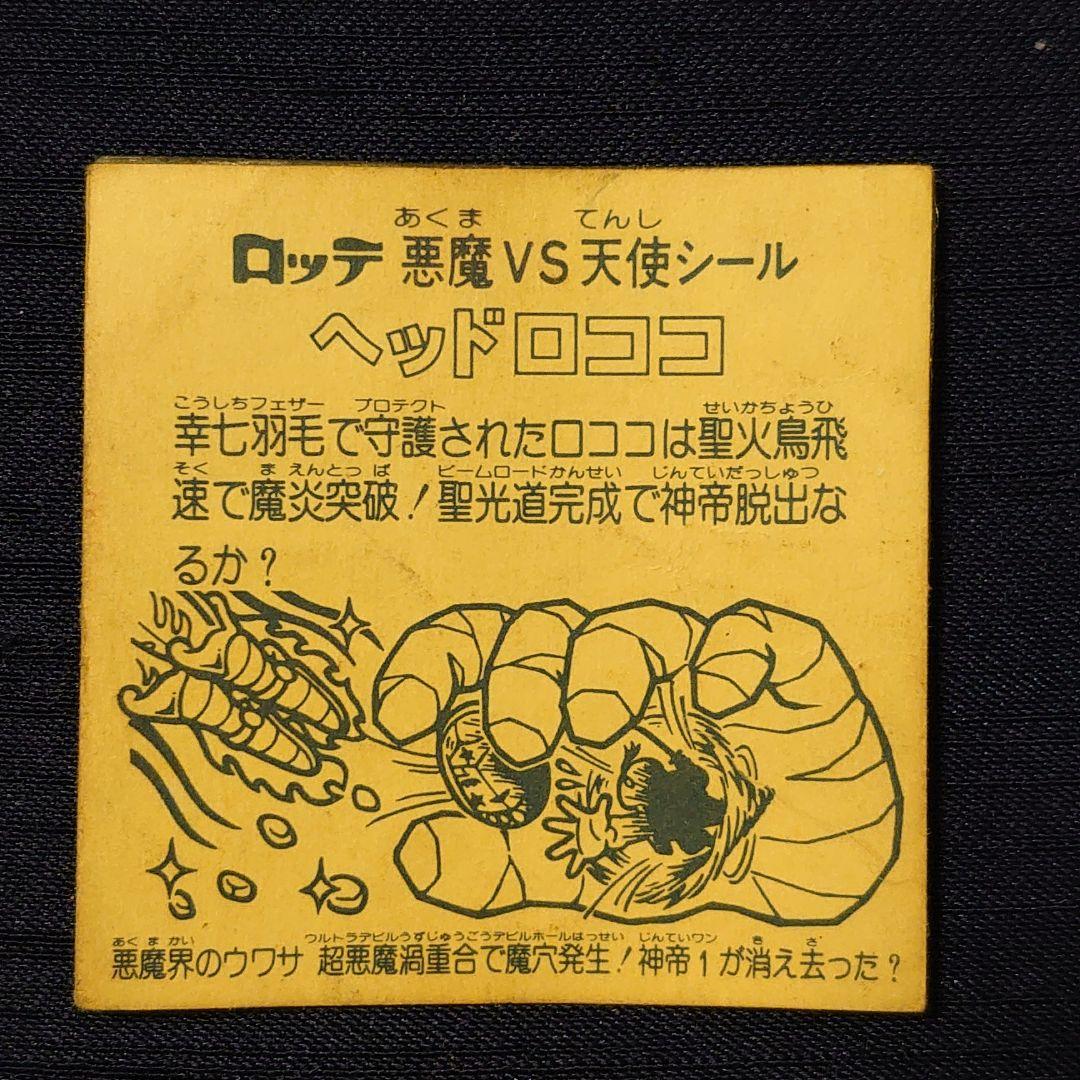 あくま てんし
ロッテ 悪魔VS天使シール
ヘッドロココ
こうしちフェザー プロテクト せいかちょうひ
幸七羽毛で守護されたロココは聖火鳥飛
そく まえんとっぱ ビームロードかんせい じんていだっしゅつ
速で魔炎突破！聖光道完成で神帝脱出な
るか？
あくまかい ウルトラデビルうずじゅうごうデビルホールはっせい じんていワン きさ
悪魔界のウワサ 超悪魔渦重合で魔穴発生！神帝1が消え去った？